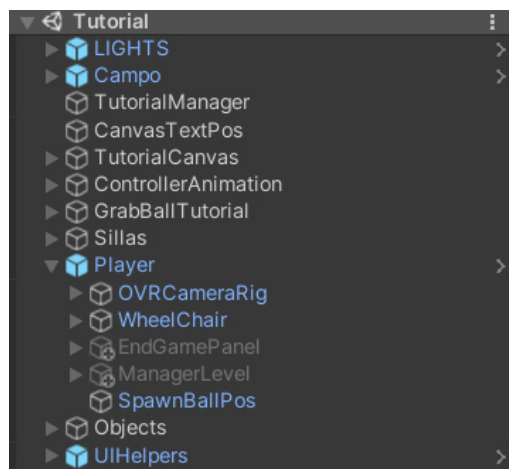 Tutorial
LIGHTS
Campo
TutorialManager
CanvasTextPos
TutorialCanvas
ControllerAnimation
GrabBallTutorial
Sillas
Player
OVRCameraRig
WheelChair
EndGamePanel
ManagerLevel
SpawnBallPos
Objects
UIHelpers